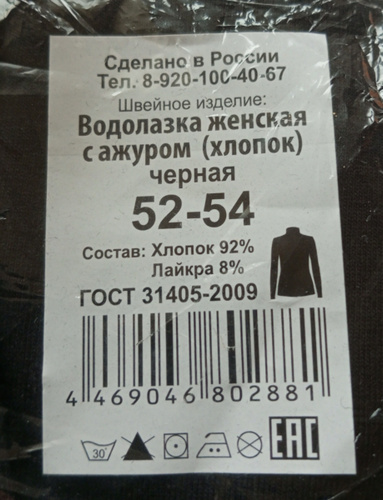 Сделано в России
Тел. 8-920-100-40-67
Швейное изделие:
Водолазка женская
с ажуром (хлопок)
черная
52-54
Состав: Хлопок 92%
Лайкра 8%
ГОСТ 31405-2009
4 469046 802881
30°
ЕАС